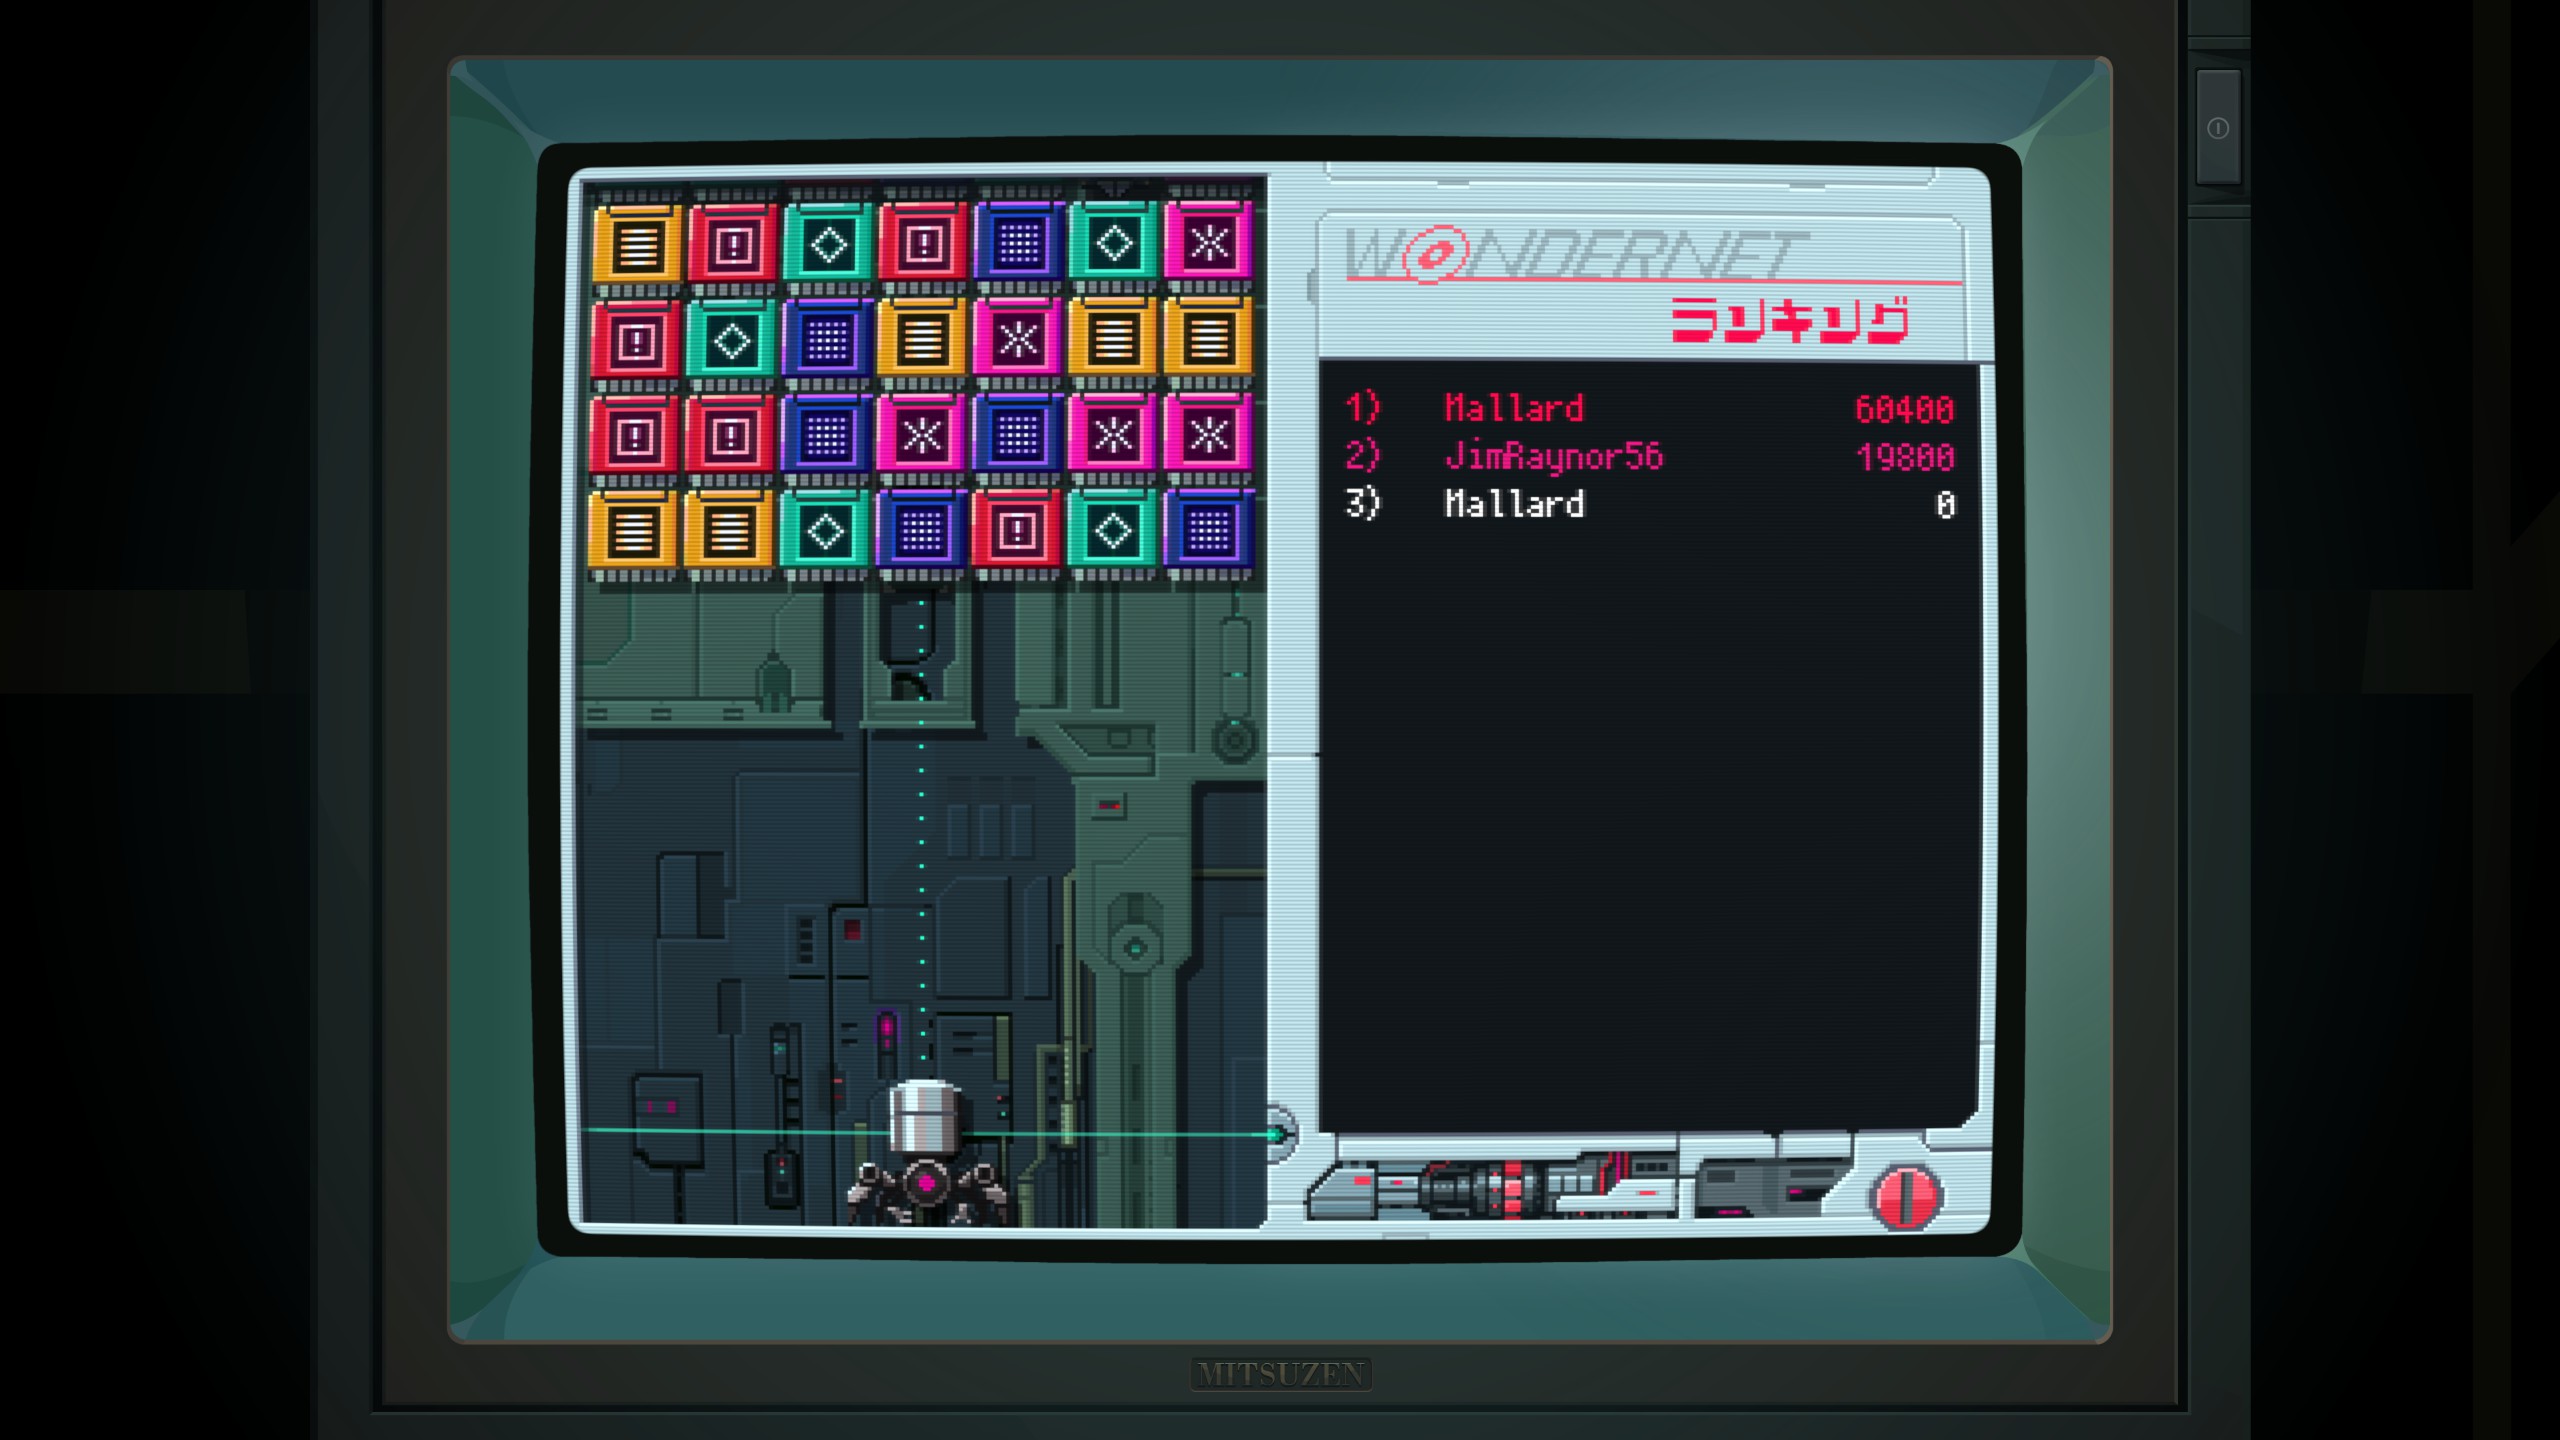 WONDERNET
ランキング
1) Mallard 60400
2) JimRaynor56 19800
3) Mallard 0
MITSUZEN